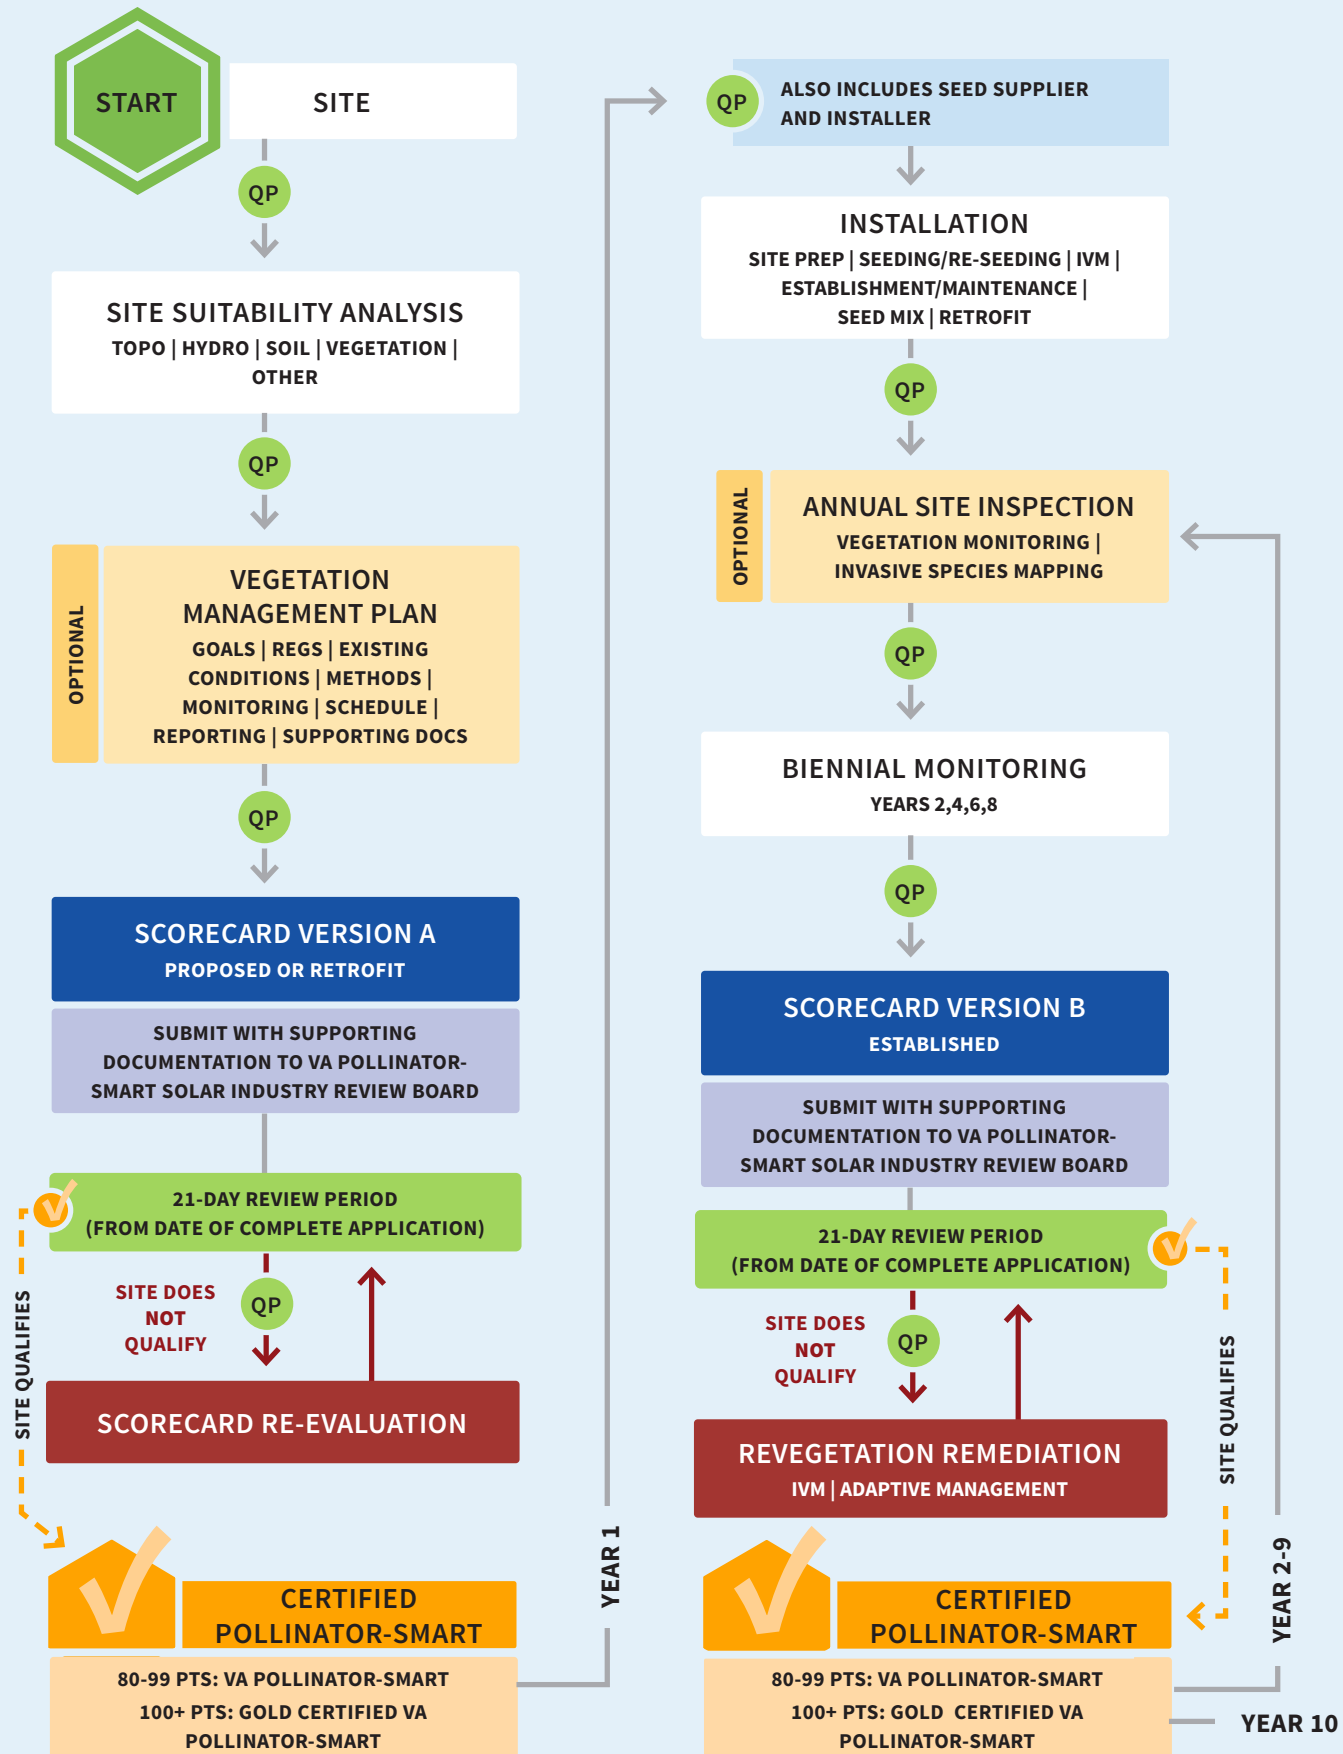 START
SITE
QP
SITE SUITABILITY ANALYSIS
TOPO | HYDRO | SOIL | VEGETATION |
OTHER
QP
OPTIONAL
VEGETATION
MANAGEMENT PLAN
GOALS | REGS | EXISTING
CONDITIONS | METHODS |
MONITORING | SCHEDULE |
REPORTING | SUPPORTING DOCS
QP
SCORECARD VERSION A
PROPOSED OR RETROFIT
SUBMIT WITH SUPPORTING
DOCUMENTATION TO VA POLLINATOR-
SMART SOLAR INDUSTRY REVIEW BOARD
21-DAY REVIEW PERIOD
(FROM DATE OF COMPLETE APPLICATION)
SITE DOES
NOT
QUALIFY
QP
SITE QUALIFIES
SCORECARD RE-EVALUATION
CERTIFIED
POLLINATOR-SMART
80-99 PTS: VA POLLINATOR-SMART
100+ PTS: GOLD CERTIFIED VA
POLLINATOR-SMART
YEAR 1
QP
ALSO INCLUDES SEED SUPPLIER
AND INSTALLER
INSTALLATION
SITE PREP | SEEDING/RE-SEEDING | IVM |
ESTABLISHMENT/MAINTENANCE |
SEED MIX | RETROFIT
QP
OPTIONAL
ANNUAL SITE INSPECTION
VEGETATION MONITORING |
INVASIVE SPECIES MAPPING
QP
BIENNIAL MONITORING
YEARS 2,4,6,8
QP
SCORECARD VERSION B
ESTABLISHED
SUBMIT WITH SUPPORTING
DOCUMENTATION TO VA POLLINATOR-
SMART SOLAR INDUSTRY REVIEW BOARD
21-DAY REVIEW PERIOD
(FROM DATE OF COMPLETE APPLICATION)
SITE DOES
NOT
QUALIFY
QP
SITE QUALIFIES
REVEGETATION REMEDIATION
IVM | ADAPTIVE MANAGEMENT
CERTIFIED
POLLINATOR-SMART
80-99 PTS: VA POLLINATOR-SMART
100+ PTS: GOLD CERTIFIED VA
POLLINATOR-SMART
YEAR 2-9
YEAR 10